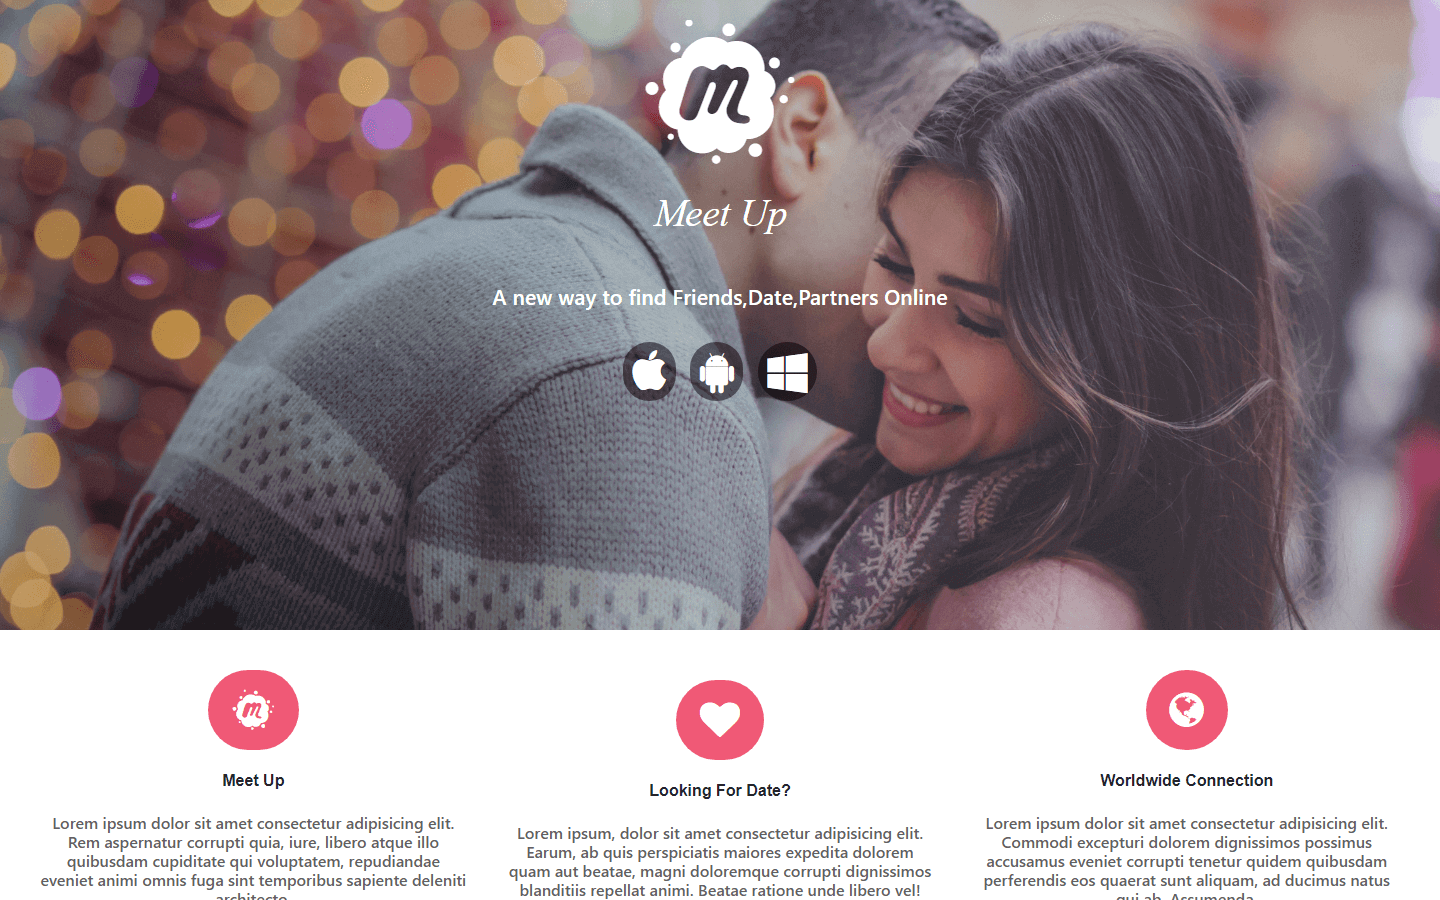 m
Meet Up
A new way to find Friends,Date,Partners Online
m
Meet Up
Lorem ipsum dolor sit amet consectetur adipisicing elit.
Rem aspernatur corrupti quia, iure, libero atque illo
quibusdam cupiditate qui voluptatem, repudiandae
eveniet animi omnis fuga sint temporibus sapiente deleniti
architecto
Looking For Date?
Lorem ipsum, dolor sit amet consectetur adipisicing elit.
Earum, ab quis perspiciatis maiores expedita dolorem
quam aut beatae, magni doloremque corrupti dignissimos
blanditiis repellat animi. Beatae ratione unde libero vel!
Worldwide Connection
Lorem ipsum dolor sit amet consectetur adipisicing elit.
Commodi excepturi dolorem dignissimos possimus
accusamus eveniet corrupti tenetur quidem quibusdam
perferendis eos quaerat sunt aliquam, ad ducimus natus
qui ab. Assumenda